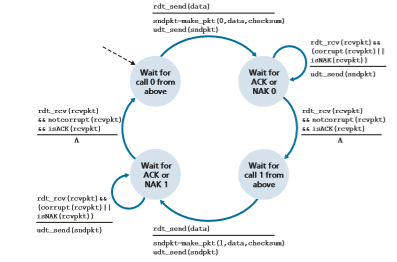 rdt_send(data)
sndpkt=make_pkt(0,data,checksum)
udt_send(sndpkt)
rdt_rcv(rcvpkt)&&
(corrupt(rcvpkt)||
isNAK(rcvpkt))
udt_send(sndpkt)
Wait for
call 0 from
above
Wait for
ACK or
NAK 0
rdt_rcv(rcvpkt)
&& notcorrupt(rcvpkt)
&& isACK(rcvpkt)
Λ
rdt_rcv(rcvpkt)
&& notcorrupt(rcvpkt)
&& isACK(rcvpkt)
Λ
Wait for
ACK or
NAK 1
Wait for
call 1 from
above
rdt_rcv(rcvpkt)&&
(corrupt(rcvpkt)||
isNAK(rcvpkt))
udt_send(sndpkt)
rdt_send(data)
sndpkt=make_pkt(1,data,checksum)
udt_send(sndpkt)